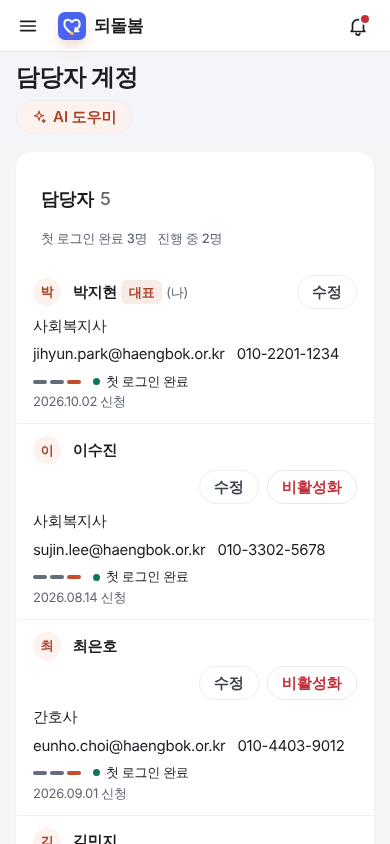 되돌봄
담당자 계정
AI 도우미
담당자 5
첫 로그인 완료 3명 진행 중 2명
박 박지현 대표 (나) 수정
사회복지사
jihyun.park@haengbok.or.kr 010-2201-1234
첫 로그인 완료
2026.10.02 신청
이 이수진
수정 비활성화
사회복지사
sujin.lee@haengbok.or.kr 010-3302-5678
첫 로그인 완료
2026.08.14 신청
최 최은호
수정 비활성화
간호사
eunho.choi@haengbok.or.kr 010-4403-9012
첫 로그인 완료
2026.09.01 신청
김 김민지